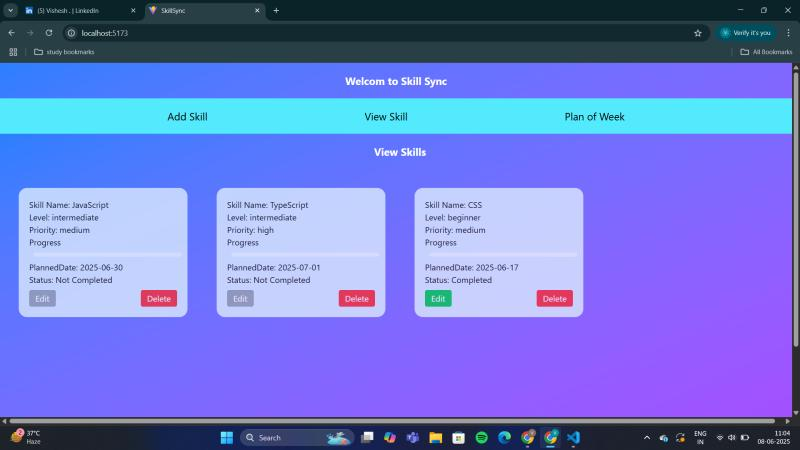 (5) Vishesh . | LinkedIn
SkillSync
localhost:5173
Verify it's you
study bookmarks
All Bookmarks
Welcom to Skill Sync
Add Skill
View Skill
Plan of Week
View Skills
Skill Name: JavaScript
Level: intermediate
Priority: medium
Progress
PlannedDate: 2025-06-30
Status: Not Completed
Edit
Delete
Skill Name: TypeScript
Level: intermediate
Priority: high
Progress
PlannedDate: 2025-07-01
Status: Not Completed
Edit
Delete
Skill Name: CSS
Level: beginner
Priority: medium
Progress
PlannedDate: 2025-06-17
Status: Completed
Edit
Delete
2
37°C
Haze
Search
ENG
IN
11:04
08-06-2025